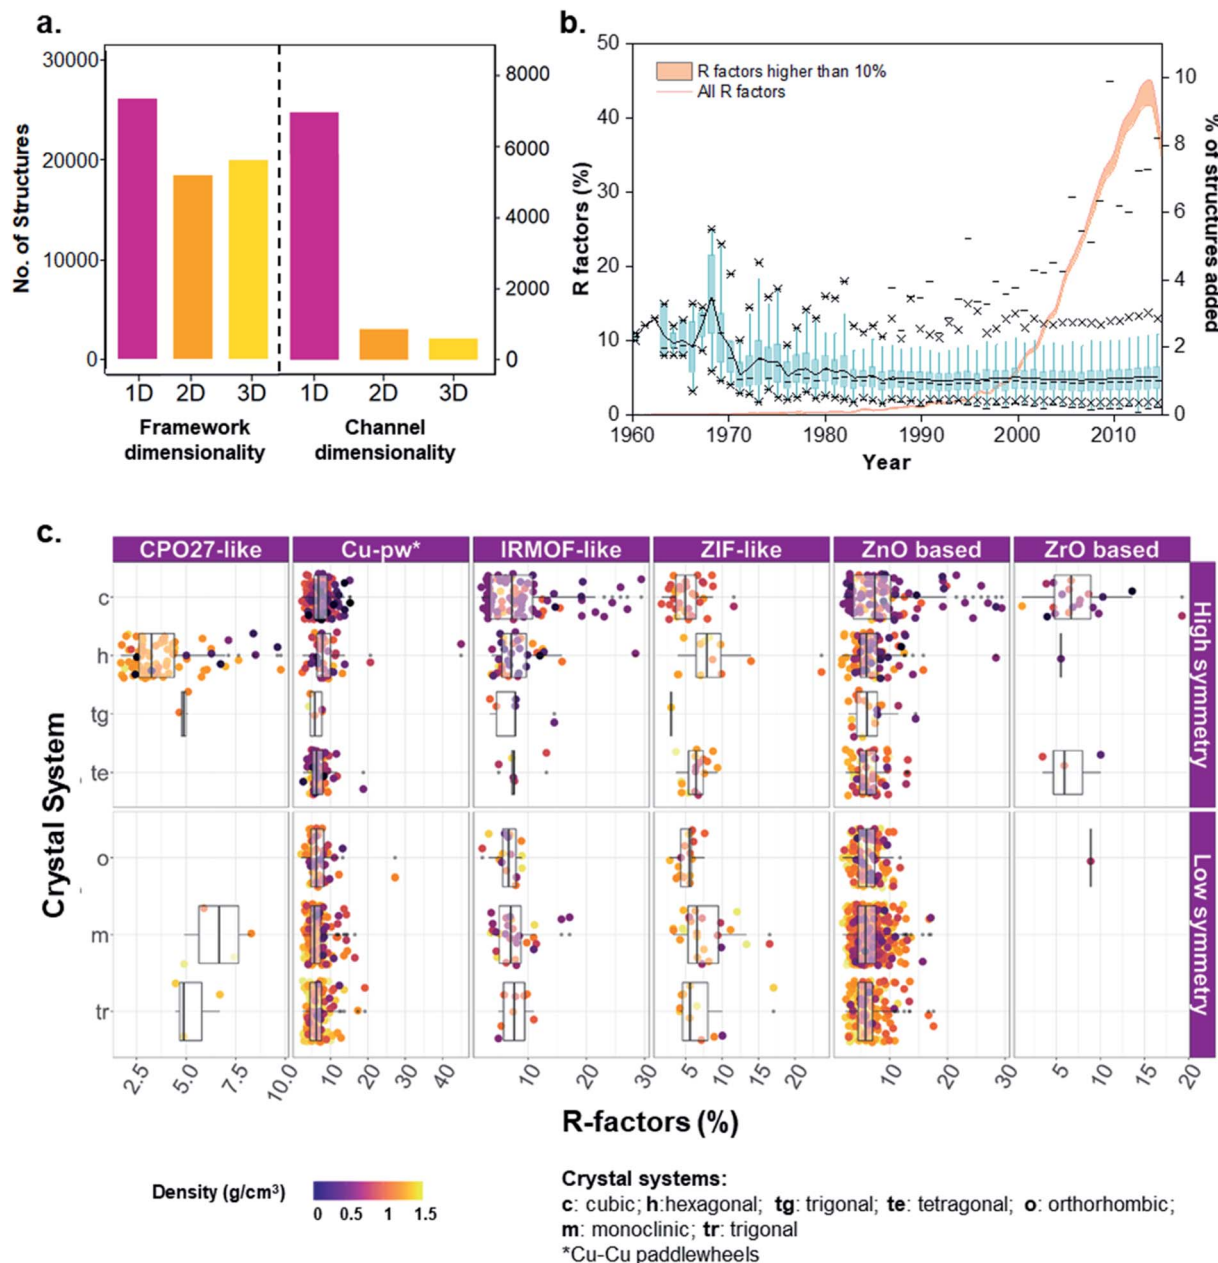 a.
30000
20000
10000
0
No. of Structures
8000
6000
4000
2000
0
1D 2D 3D 1D 2D 3D
Framework dimensionality
Channel dimensionality
b.
50
40
30
20
10
0
R factors (%)
R factors higher than 10%
All R factors
10
8
6
4
2
0
% of structures added
1960 1970 1980 1990 2000 2010
Year
c.
CPO27-like Cu-pw* IRMOF-like ZIF-like ZnO based ZrO based
c
h
tg
te
o
m
tr
Crystal System
High symmetry
Low symmetry
2.5 5.0 7.5 10.0 10 20 30 40 10 20 30 5 10 15 20 10 20 30 5 10 15 20
R-factors (%)
Density (g/cm³)
0 0.5 1 1.5
Crystal systems:
c: cubic; h:hexagonal; tg: trigonal; te: tetragonal; o: orthorhombic;
m: monoclinic; tr: trigonal
*Cu-Cu paddlewheels